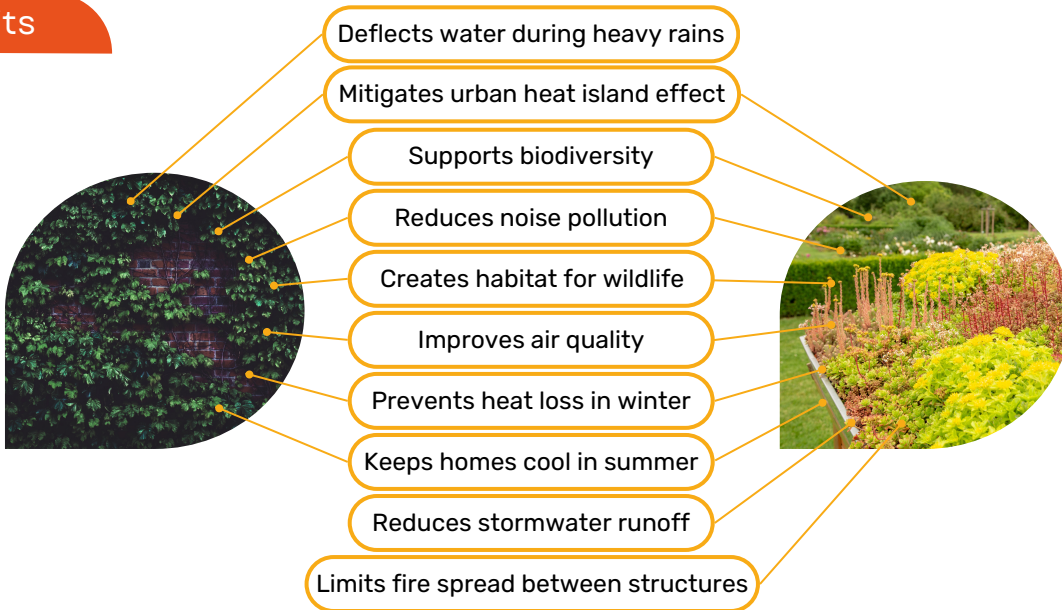 ts
Deflects water during heavy rains
Mitigates urban heat island effect
Supports biodiversity
Reduces noise pollution
Creates habitat for wildlife
Improves air quality
Prevents heat loss in winter
Keeps homes cool in summer
Reduces stormwater runoff
Limits fire spread between structures